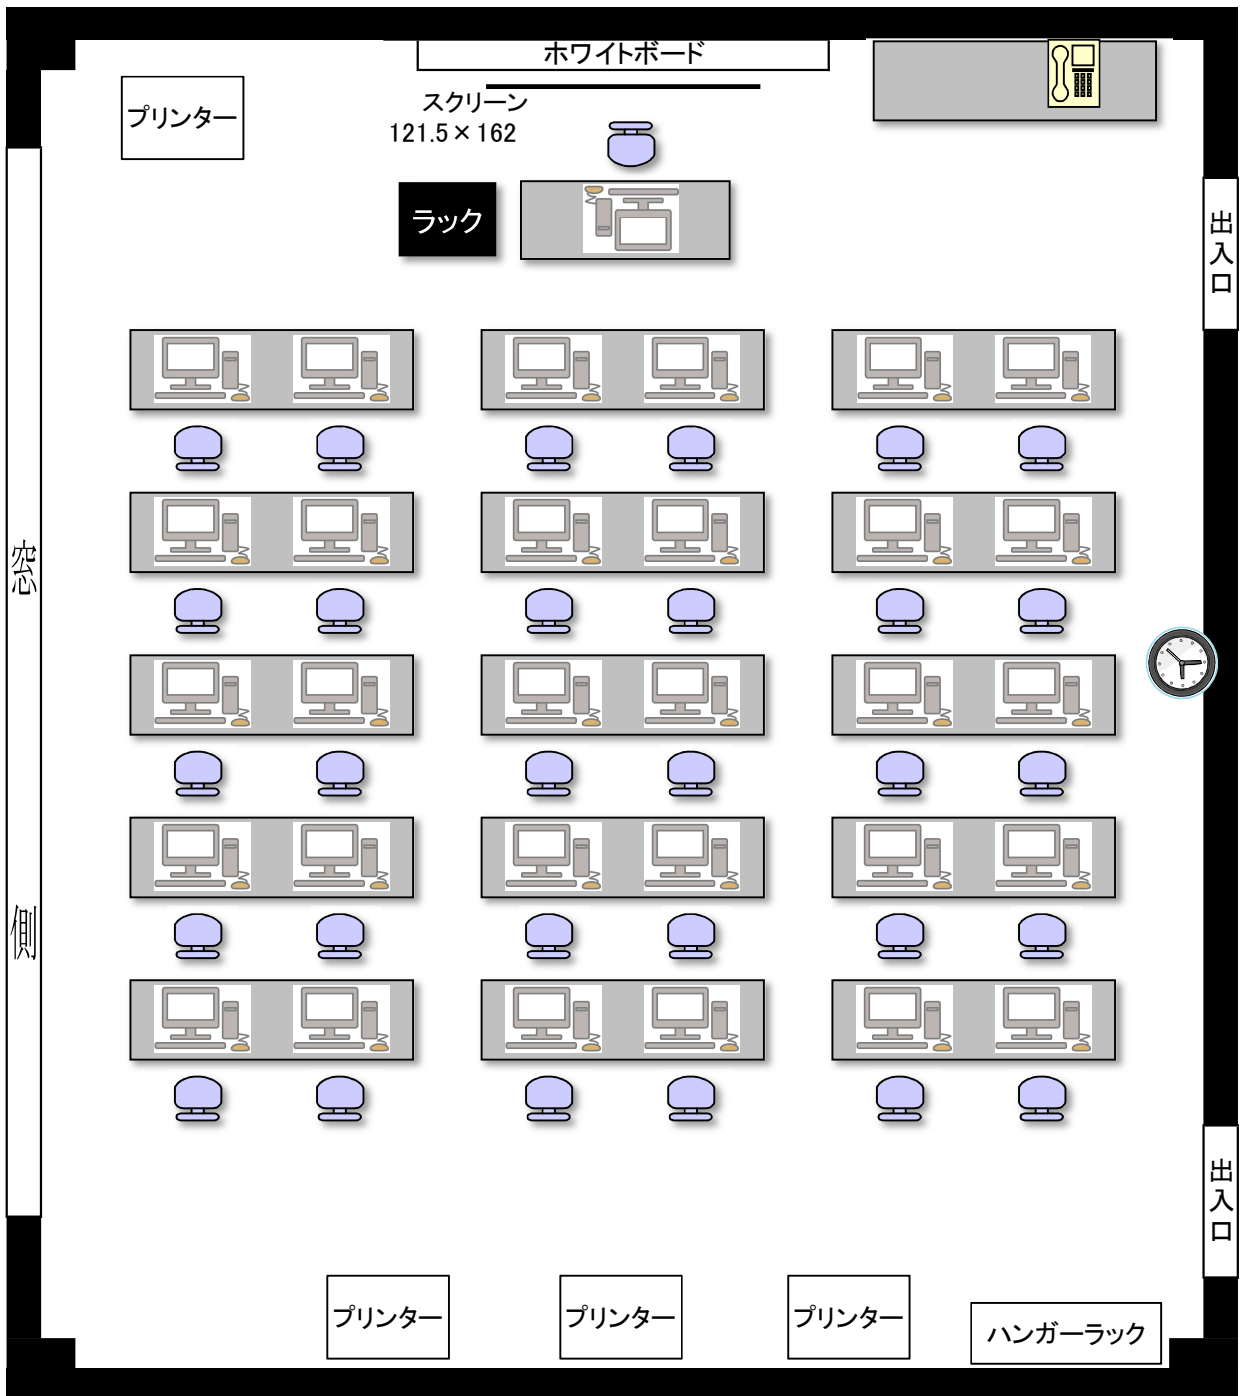 ホワイトボード
スクリーン
121.5×162
プリンター
ラック
出入口
窓側
出入口
プリンター
プリンター
プリンター
ハンガーラック